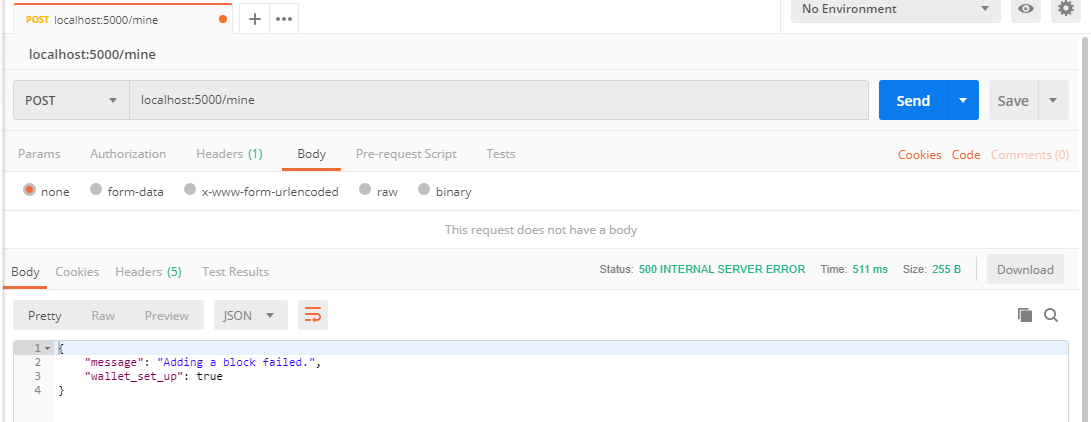 POST localhost:5000/mine
No Environment
localhost:5000/mine
POST localhost:5000/mine Send Save
Params Authorization Headers (1) Body Pre-request Script Tests Cookies Code Comments (0)
none form-data x-www-form-urlencoded raw binary
This request does not have a body
Body Cookies Headers (5) Test Results Status: 500 INTERNAL SERVER ERROR Time: 511 ms Size: 255 B Download
Pretty Raw Preview JSON
1 {
2 "message": "Adding a block failed.",
3 "wallet_set_up": true
4 }